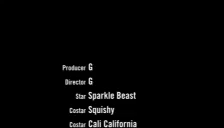 Producer G
Director G
Star Sparkle Beast
Costar Squishy
Costar Cali California